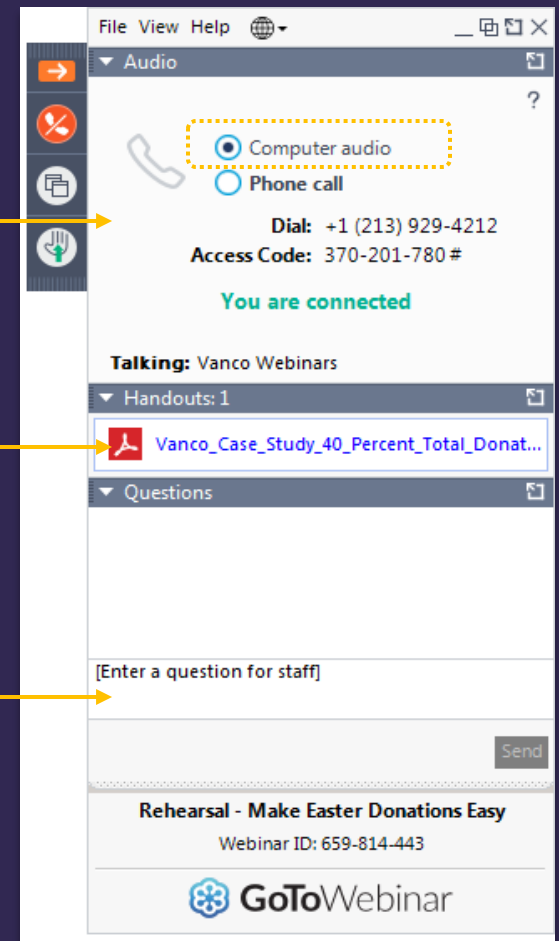 File View Help
Audio
?
Computer audio
Phone call
Dial: +1 (213) 929-4212
Access Code: 370-201-780 #
You are connected
Talking: Vanco Webinars
Handouts: 1
Vanco_Case_Study_40_Percent_Total_Donat...
Questions
[Enter a question for staff]
Send
Rehearsal - Make Easter Donations Easy
Webinar ID: 659-814-443
GoToWebinar